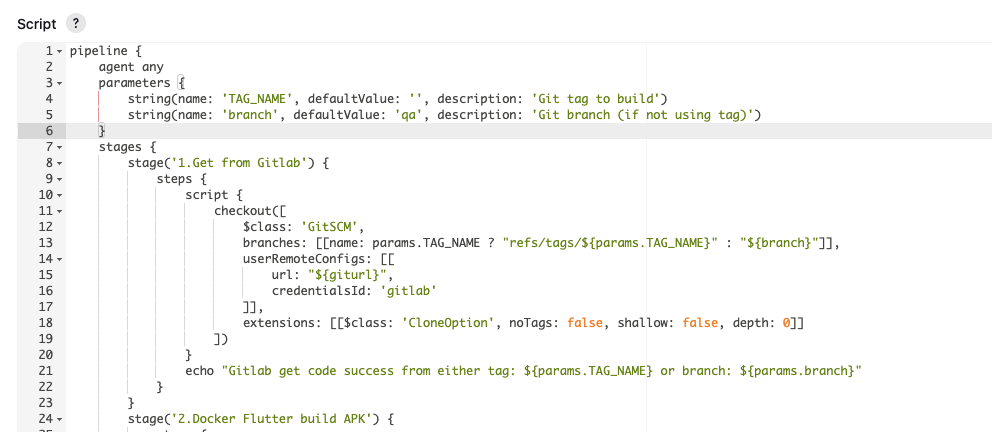 Script ?
1 pipeline {
2     agent any
3     parameters {
4         string(name: 'TAG_NAME', defaultValue: '', description: 'Git tag to build')
5         string(name: 'branch', defaultValue: 'qa', description: 'Git branch (if not using tag)')
6     }
7     stages {
8         stage('1.Get from Gitlab') {
9             steps {
10                 script {
11                     checkout([
12                         $class: 'GitSCM',
13                         branches: [[name: params.TAG_NAME ? "refs/tags/${params.TAG_NAME}" : "${branch}"]],
14                         userRemoteConfigs: [[
15                             url: "${giturl}",
16                             credentialsId: 'gitlab'
17                         ]],
18                         extensions: [[$class: 'CloneOption', noTags: false, shallow: false, depth: 0]]
19                     ])
20                 }
21                 echo "Gitlab get code success from either tag: ${params.TAG_NAME} or branch: ${params.branch}"
22             }
23         }
24         stage('2.Docker Flutter build APK') {